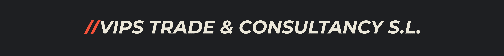 //VIPS TRADE & CONSULTANCY S.L.